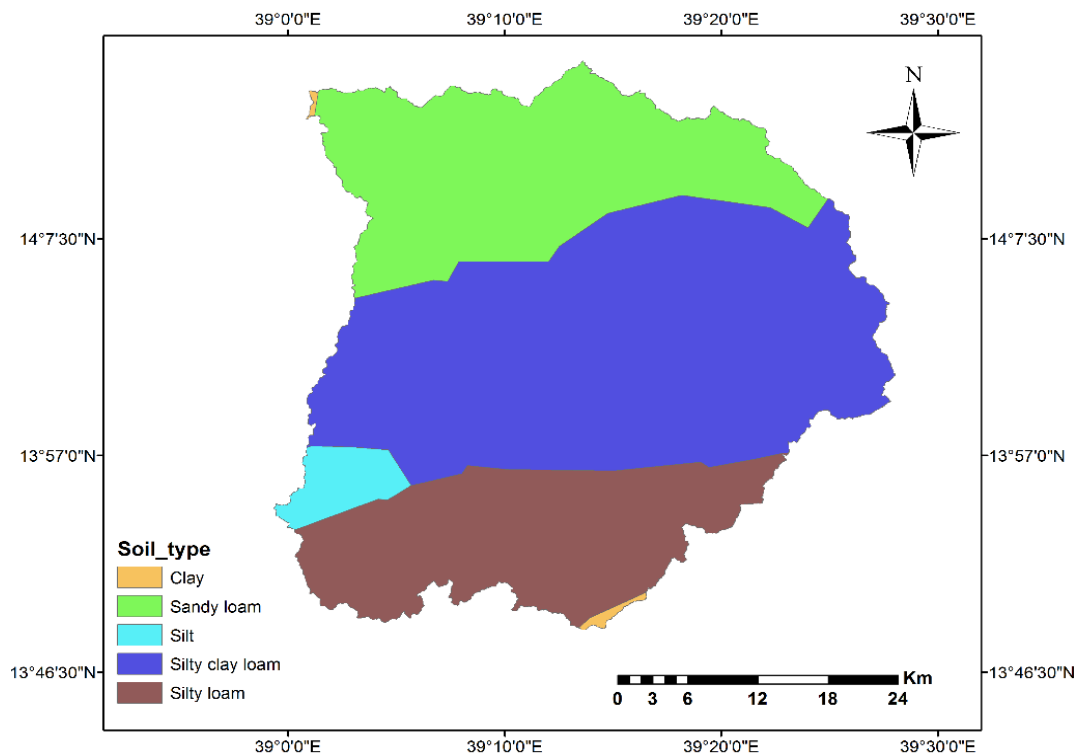 39°0'0"E 39°10'0"E 39°20'0"E 39°30'0"E
N
14°7'30"N 14°7'30"N
13°57'0"N 13°57'0"N
Soil_type
Clay
Sandy loam
Silt
Silty clay loam
Silty loam
13°46'30"N 13°46'30"N
Km
0 3 6 12 18 24
39°0'0"E 39°10'0"E 39°20'0"E 39°30'0"E